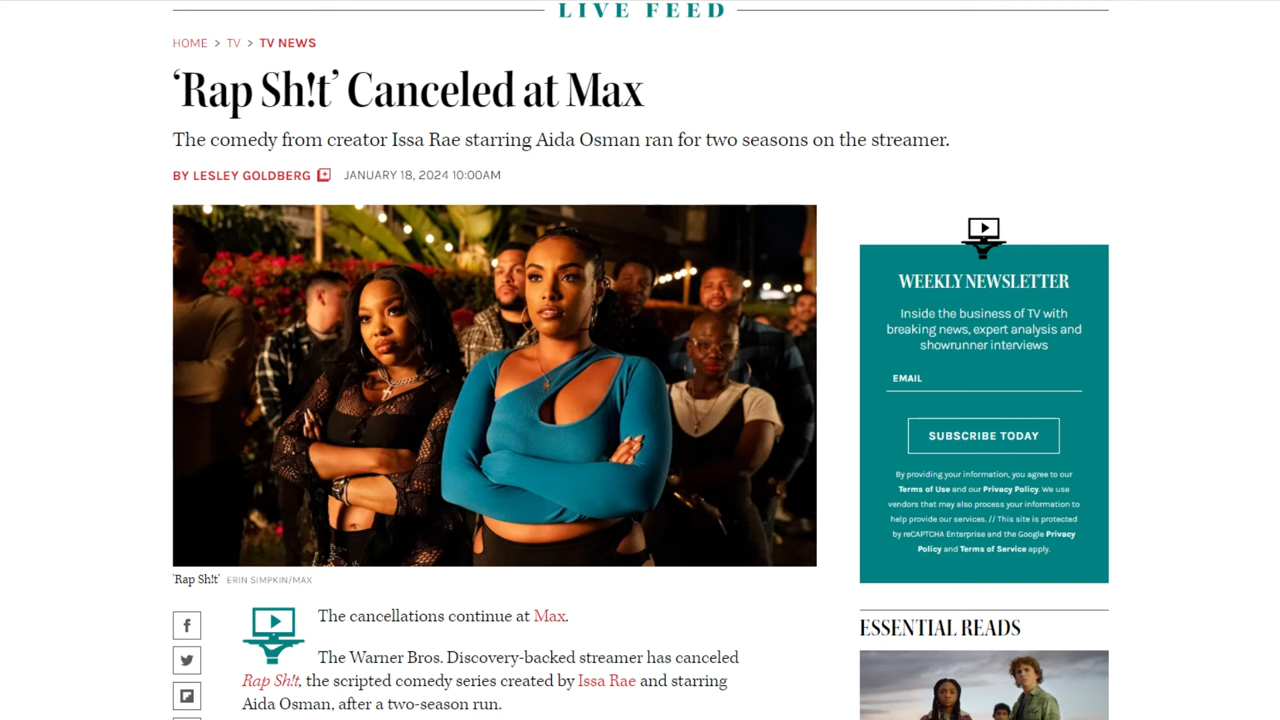 LIVE FEED
HOME > TV > TV NEWS
‘Rap Sh!t’ Canceled at Max
The comedy from creator Issa Rae starring Aida Osman ran for two seasons on the streamer.
BY LESLEY GOLDBERG JANUARY 18, 2024 10:00AM
‘Rap Sh!t’ ERIN SIMPKIN/MAX
The cancellations continue at Max.
The Warner Bros. Discovery-backed streamer has canceled
Rap Sh!t, the scripted comedy series created by Issa Rae and starring
Aida Osman, after a two-season run.
WEEKLY NEWSLETTER
Inside the business of TV with
breaking news, expert analysis and
showrunner interviews
EMAIL
SUBSCRIBE TODAY
By providing your information, you agree to our
Terms of Use and our Privacy Policy. We use
vendors that may also process your information to
help provide our services. // This site is protected
by reCAPTCHA Enterprise and the Google Privacy
Policy and Terms of Service apply.
ESSENTIAL READS